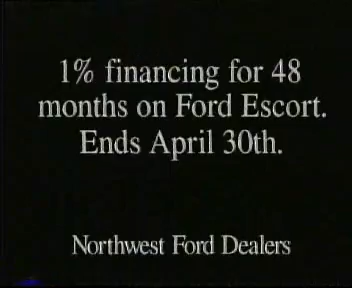 1% financing for 48
months on Ford Escort.
Ends April 30th.
Northwest Ford Dealers